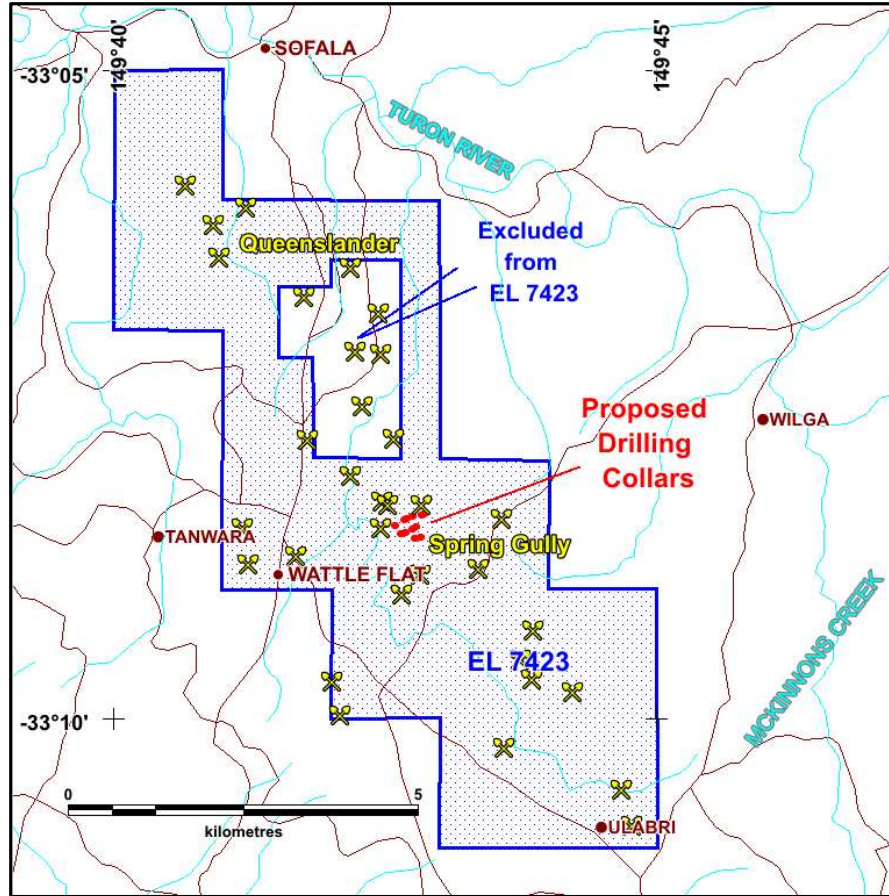 149°40'
149°45'
-33°05'
SOFALA
TURON RIVER
Queenslander
Excluded
from
EL 7423
Proposed
Drilling
Collars
WILGA
TANWARA
Spring Gully
WATTLE FLAT
EL 7423
MCKINNONS CREEK
-33°10'
0 5
kilometres
ULABRI